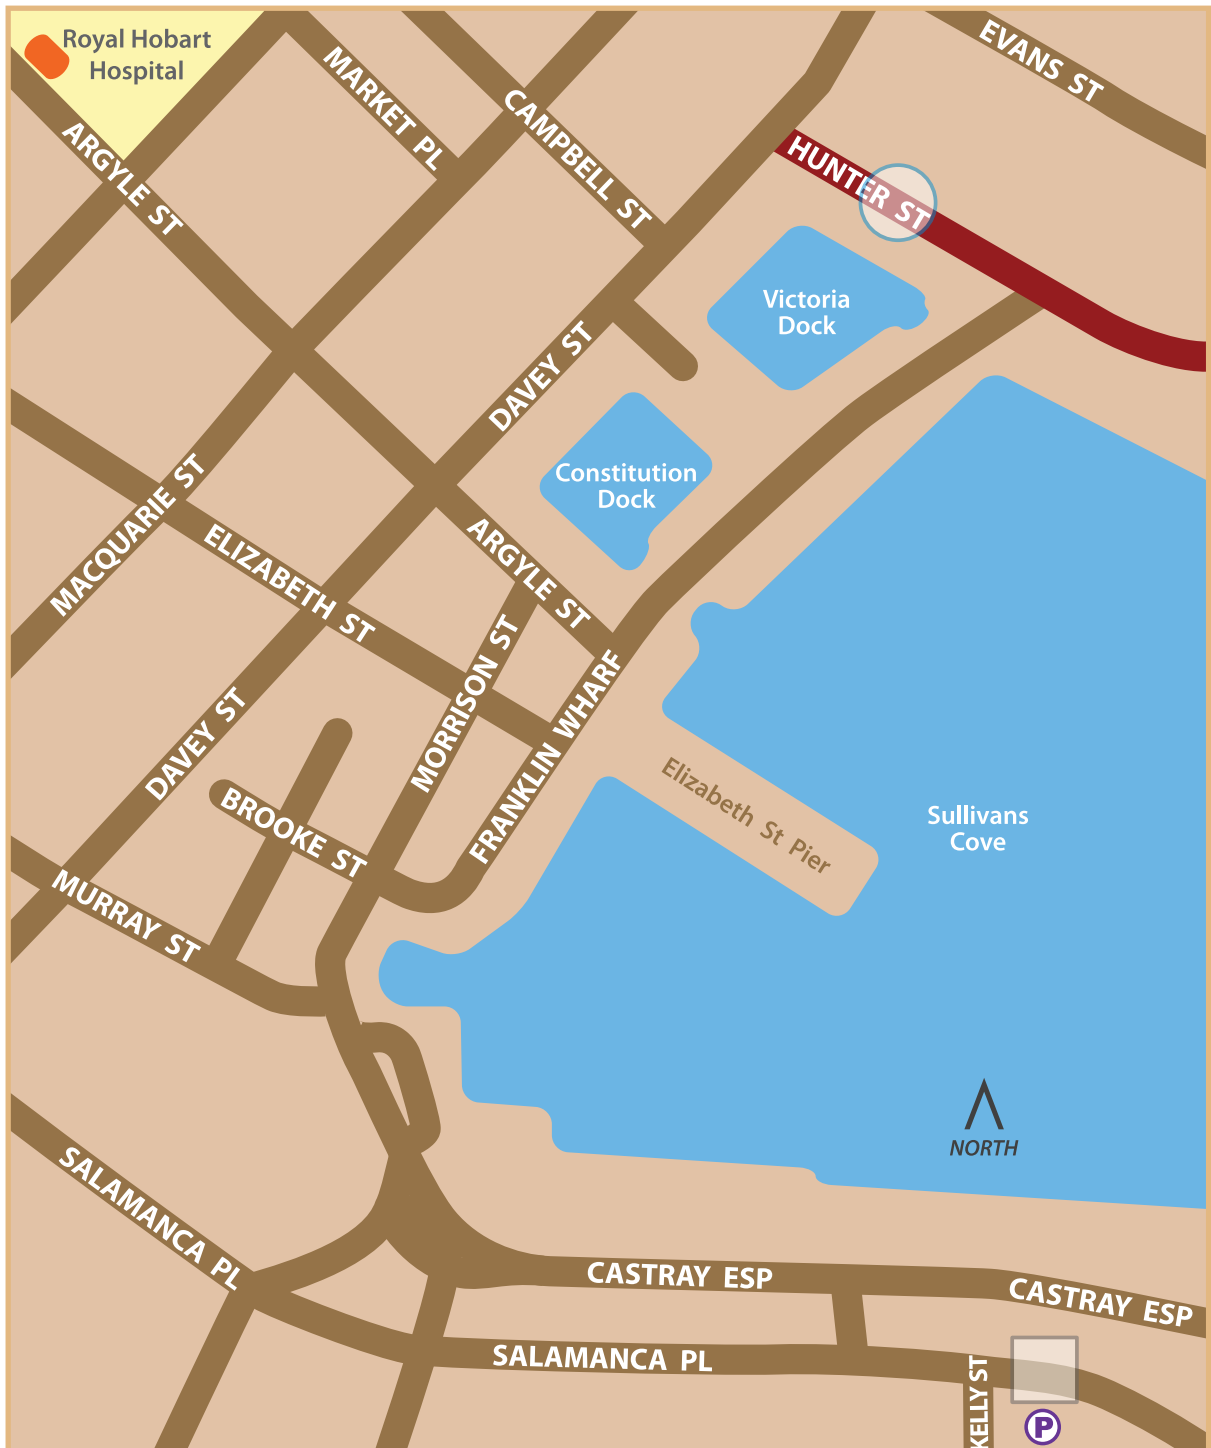 Royal Hobart
Hospital
EVANS ST
MARKET PL
CAMPBELL ST
ARGYLE ST
HUNTER ST
Victoria
Dock
DAVEY ST
Constitution
Dock
MACQUARIE ST
ELIZABETH ST
ARGYLE ST
MORRISON ST
FRANKLIN WHARF
DAVEY ST
BROOKE ST
Elizabeth St Pier
Sullivans
Cove
MURRAY ST
NORTH
SALAMANCA PL
CASTRAY ESP
CASTRAY ESP
SALAMANCA PL
KELLY ST
P